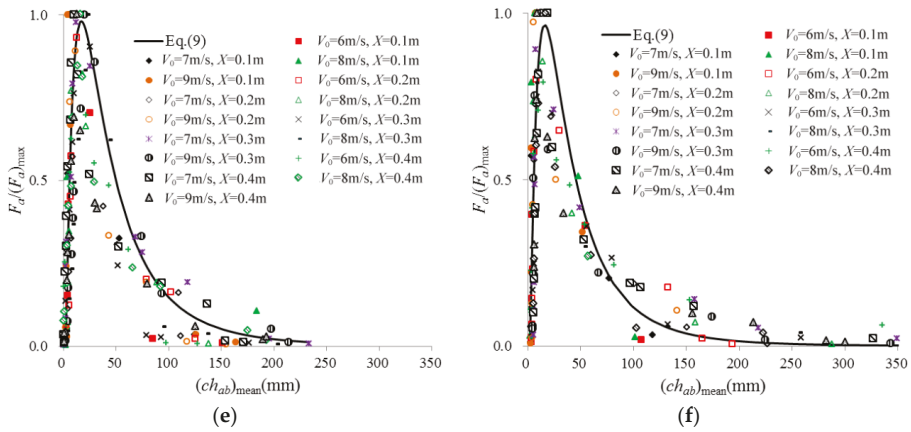 1.0
0.5
0.0
Fa/(Fa)max
0 50 100 150 200 250 300 350
(chab)mean(mm)
Eq.(9)
V0=7m/s, X=0.1m
V0=9m/s, X=0.1m
V0=7m/s, X=0.2m
V0=9m/s, X=0.2m
V0=7m/s, X=0.3m
V0=9m/s, X=0.3m
V0=7m/s, X=0.4m
V0=9m/s, X=0.4m
V0=6m/s, X=0.1m
V0=8m/s, X=0.1m
V0=6m/s, X=0.2m
V0=8m/s, X=0.2m
V0=6m/s, X=0.3m
V0=8m/s, X=0.3m
V0=6m/s, X=0.4m
V0=8m/s, X=0.4m
(e)
1.0
0.5
0.0
Fa/(Fa)max
0 50 100 150 200 250 300 350
(chab)mean(mm)
Eq.(9)
V0=7m/s, X=0.1m
V0=9m/s, X=0.1m
V0=7m/s, X=0.2m
V0=9m/s, X=0.2m
V0=7m/s, X=0.3m
V0=9m/s, X=0.3m
V0=7m/s, X=0.4m
V0=9m/s, X=0.4m
V0=6m/s, X=0.1m
V0=8m/s, X=0.1m
V0=6m/s, X=0.2m
V0=8m/s, X=0.2m
V0=6m/s, X=0.3m
V0=8m/s, X=0.3m
V0=6m/s, X=0.4m
V0=8m/s, X=0.4m
(f)